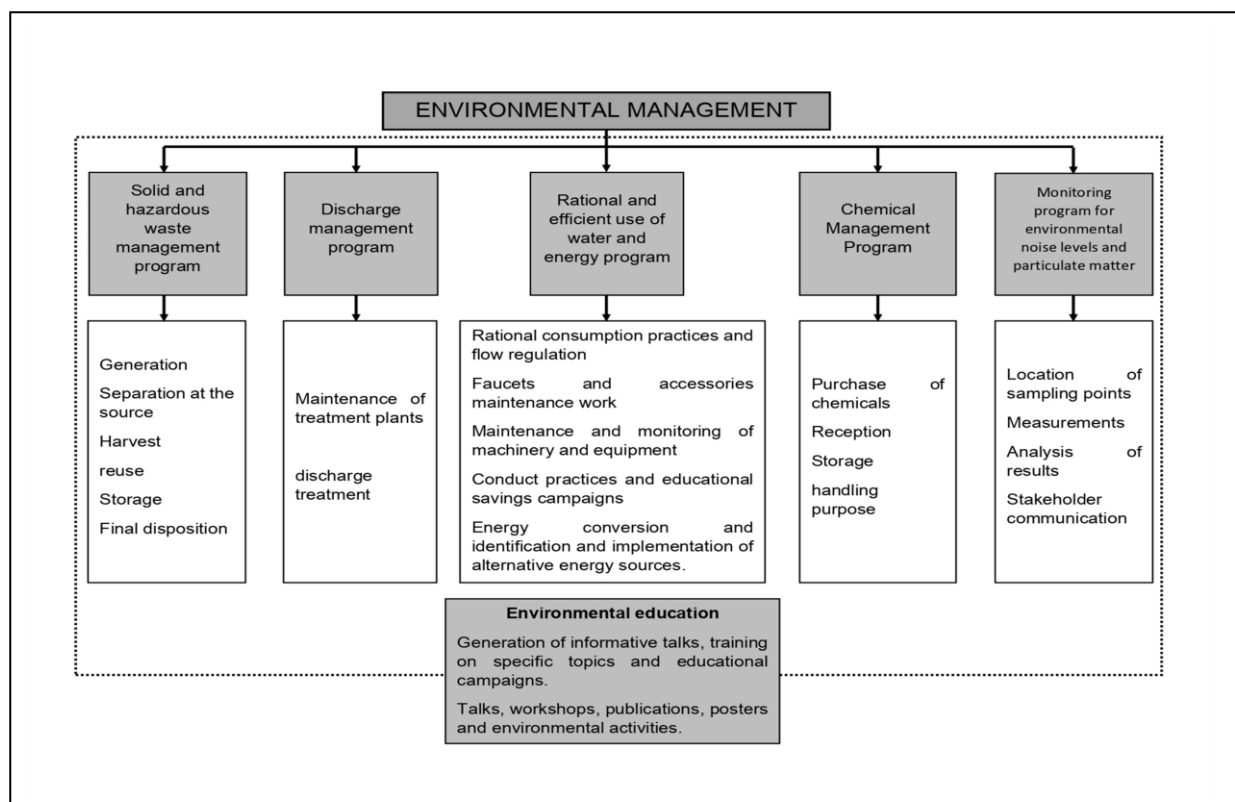 ENVIRONMENTAL MANAGEMENT
Solid and
hazardous
waste
management
program
Discharge
management
program
Rational and
efficient use of
water and
energy program
Chemical
Management
Program
Monitoring
program for
environmental
noise levels and
particulate matter
Generation
Separation at the
source
Harvest
reuse
Storage
Final disposition
Maintenance of
treatment plants
discharge
treatment
Rational consumption practices and
flow regulation
Faucets and accessories
maintenance work
Maintenance and monitoring of
machinery and equipment
Conduct practices and educational
savings campaigns
Energy conversion and
identification and implementation of
alternative energy sources.
Purchase of
chemicals
Reception
Storage
handling
purpose
Location of
sampling points
Measurements
Analysis of
results
Stakeholder
communication
Environmental education
Generation of informative talks, training
on specific topics and educational
campaigns.
Talks, workshops, publications, posters
and environmental activities.